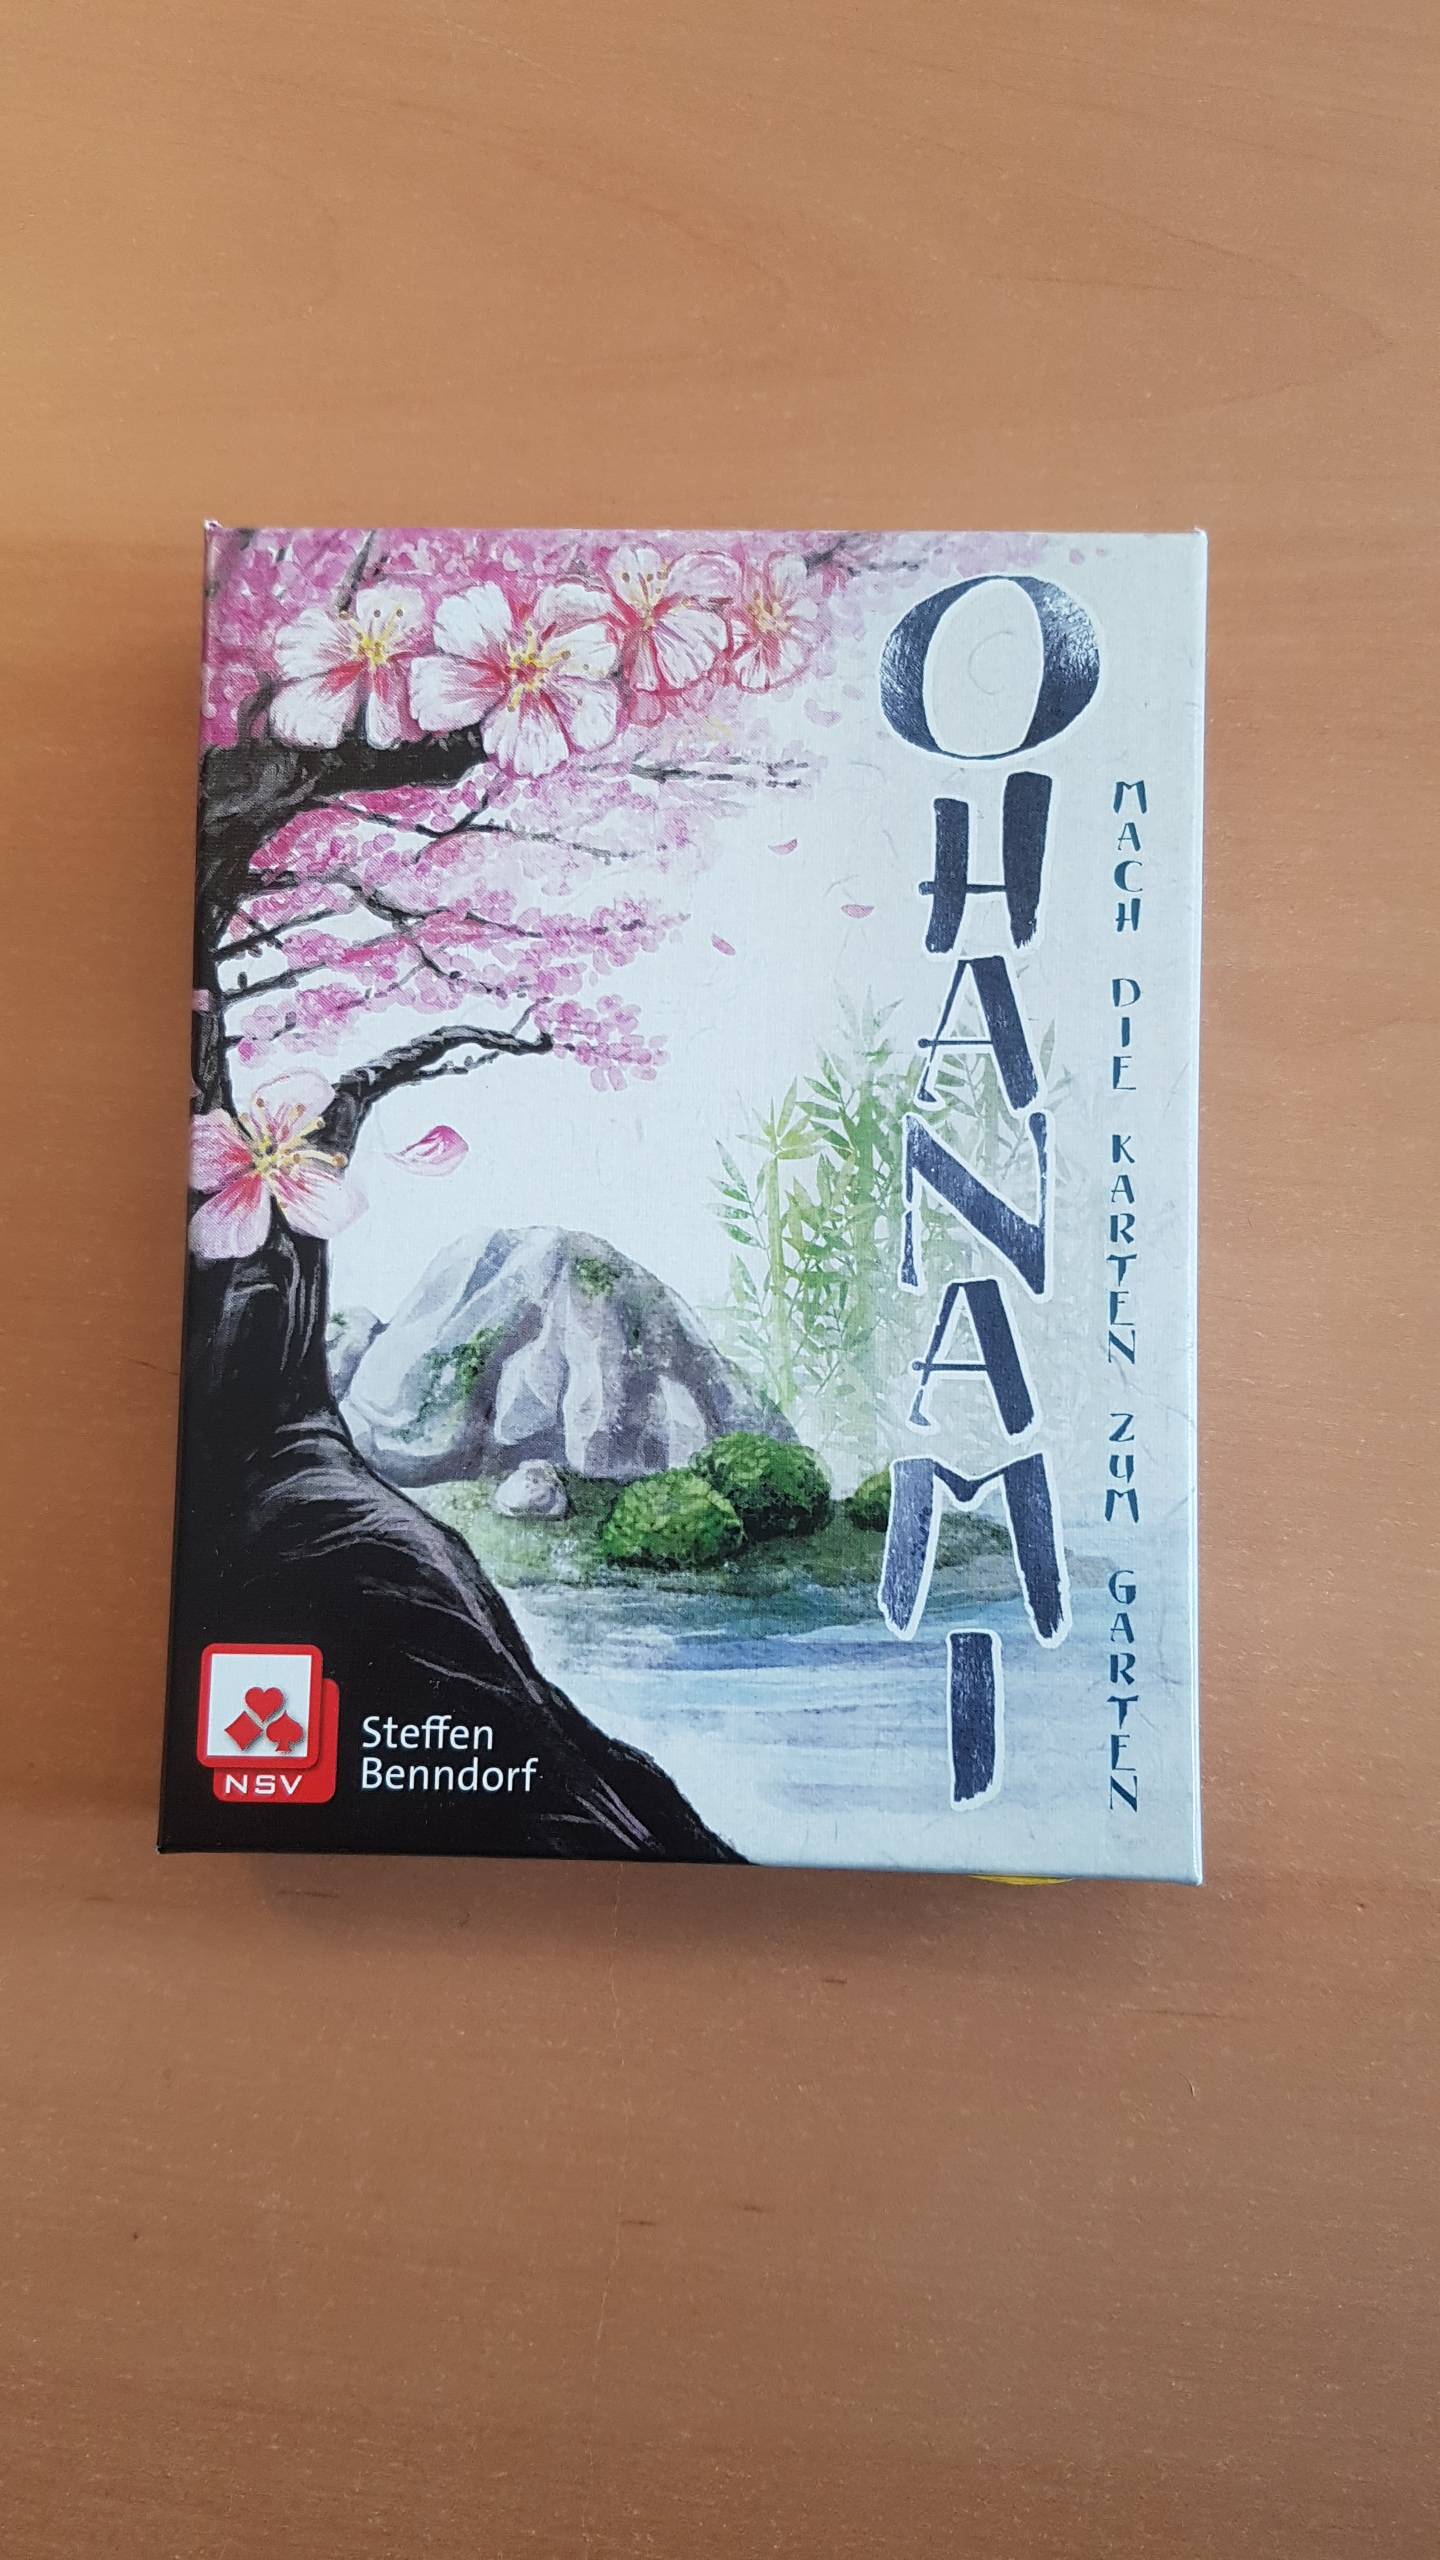 OHANAMI
MACH DIE KARTEN ZUM GARTEN
NSV
Steffen
Benndorf